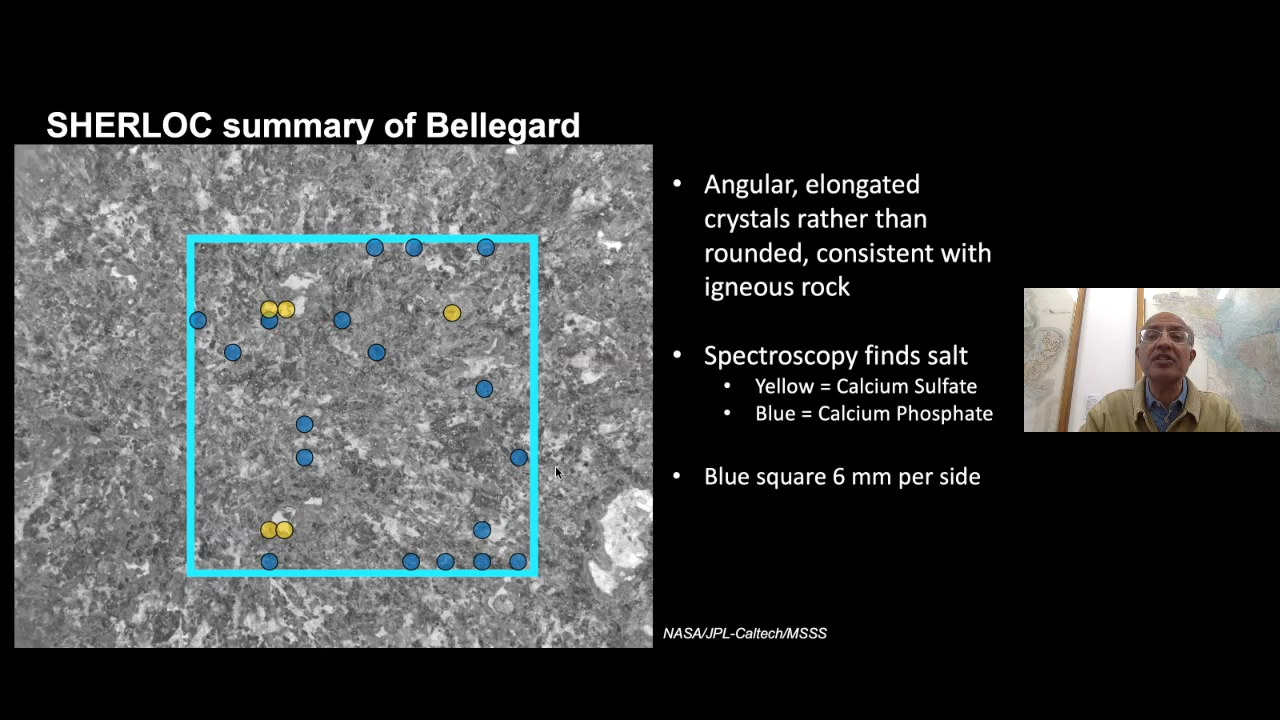 SHERLOC summary of Bellegard
• Angular, elongated
crystals rather than
rounded, consistent with
igneous rock
• Spectroscopy finds salt
• Yellow = Calcium Sulfate
• Blue = Calcium Phosphate
• Blue square 6 mm per side
NASA/JPL-Caltech/MSSS